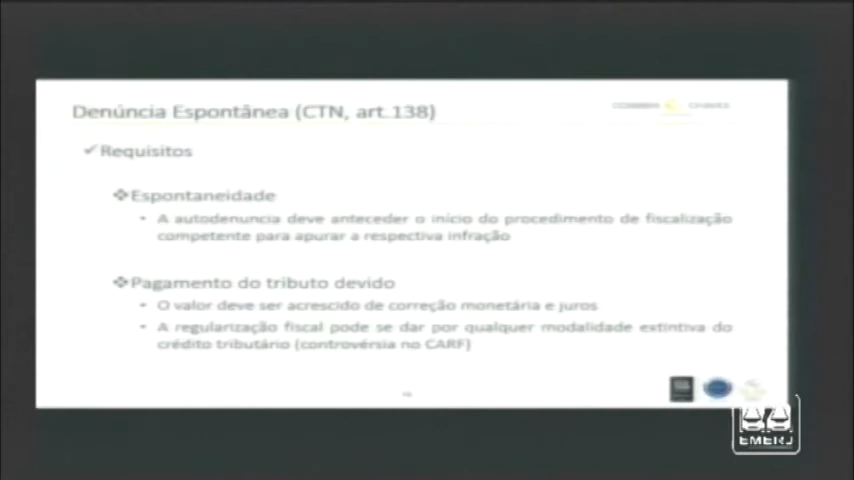 Denúncia Espontânea (CTN, art.138)
COIMBRA CHAVES
✓Requisitos
❖Espontaneidade
• A autodenuncia deve anteceder o início do procedimento de fiscalização
competente para apurar a respectiva infração
❖Pagamento do tributo devido
• O valor deve ser acrescido de correção monetária e juros
• A regularização fiscal pode se dar por qualquer modalidade extintiva do
crédito tributário (controvérsia no CARF)
EMERJ